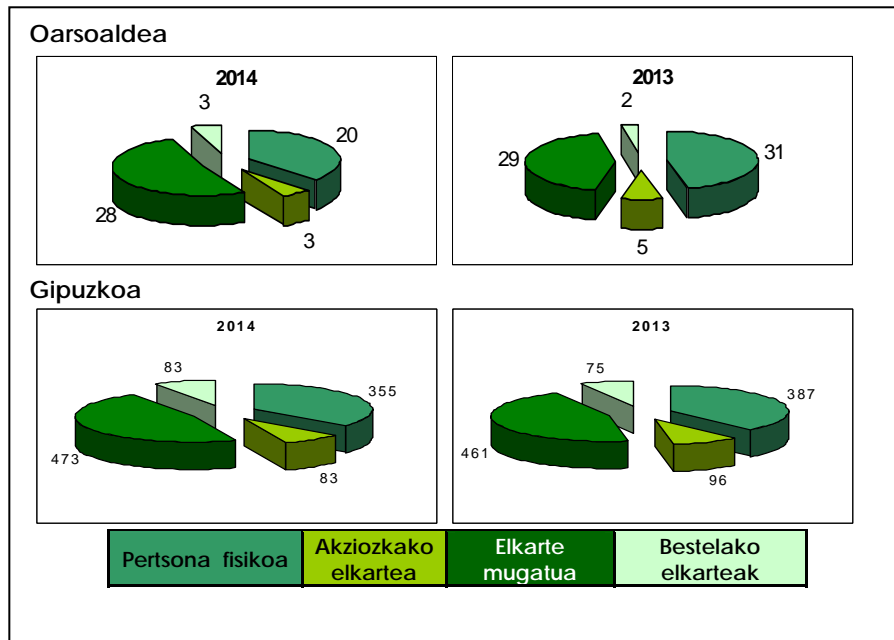 Oarsoaldea
2014
3
20
28
3
2013
2
29
31
5
Gipuzkoa
2014
83
355
473
83
2013
75
387
461
96
Pertsona fisikoa
Akziozkako
elkartea
Elkarte
mugatua
Bestelako
elkarteak